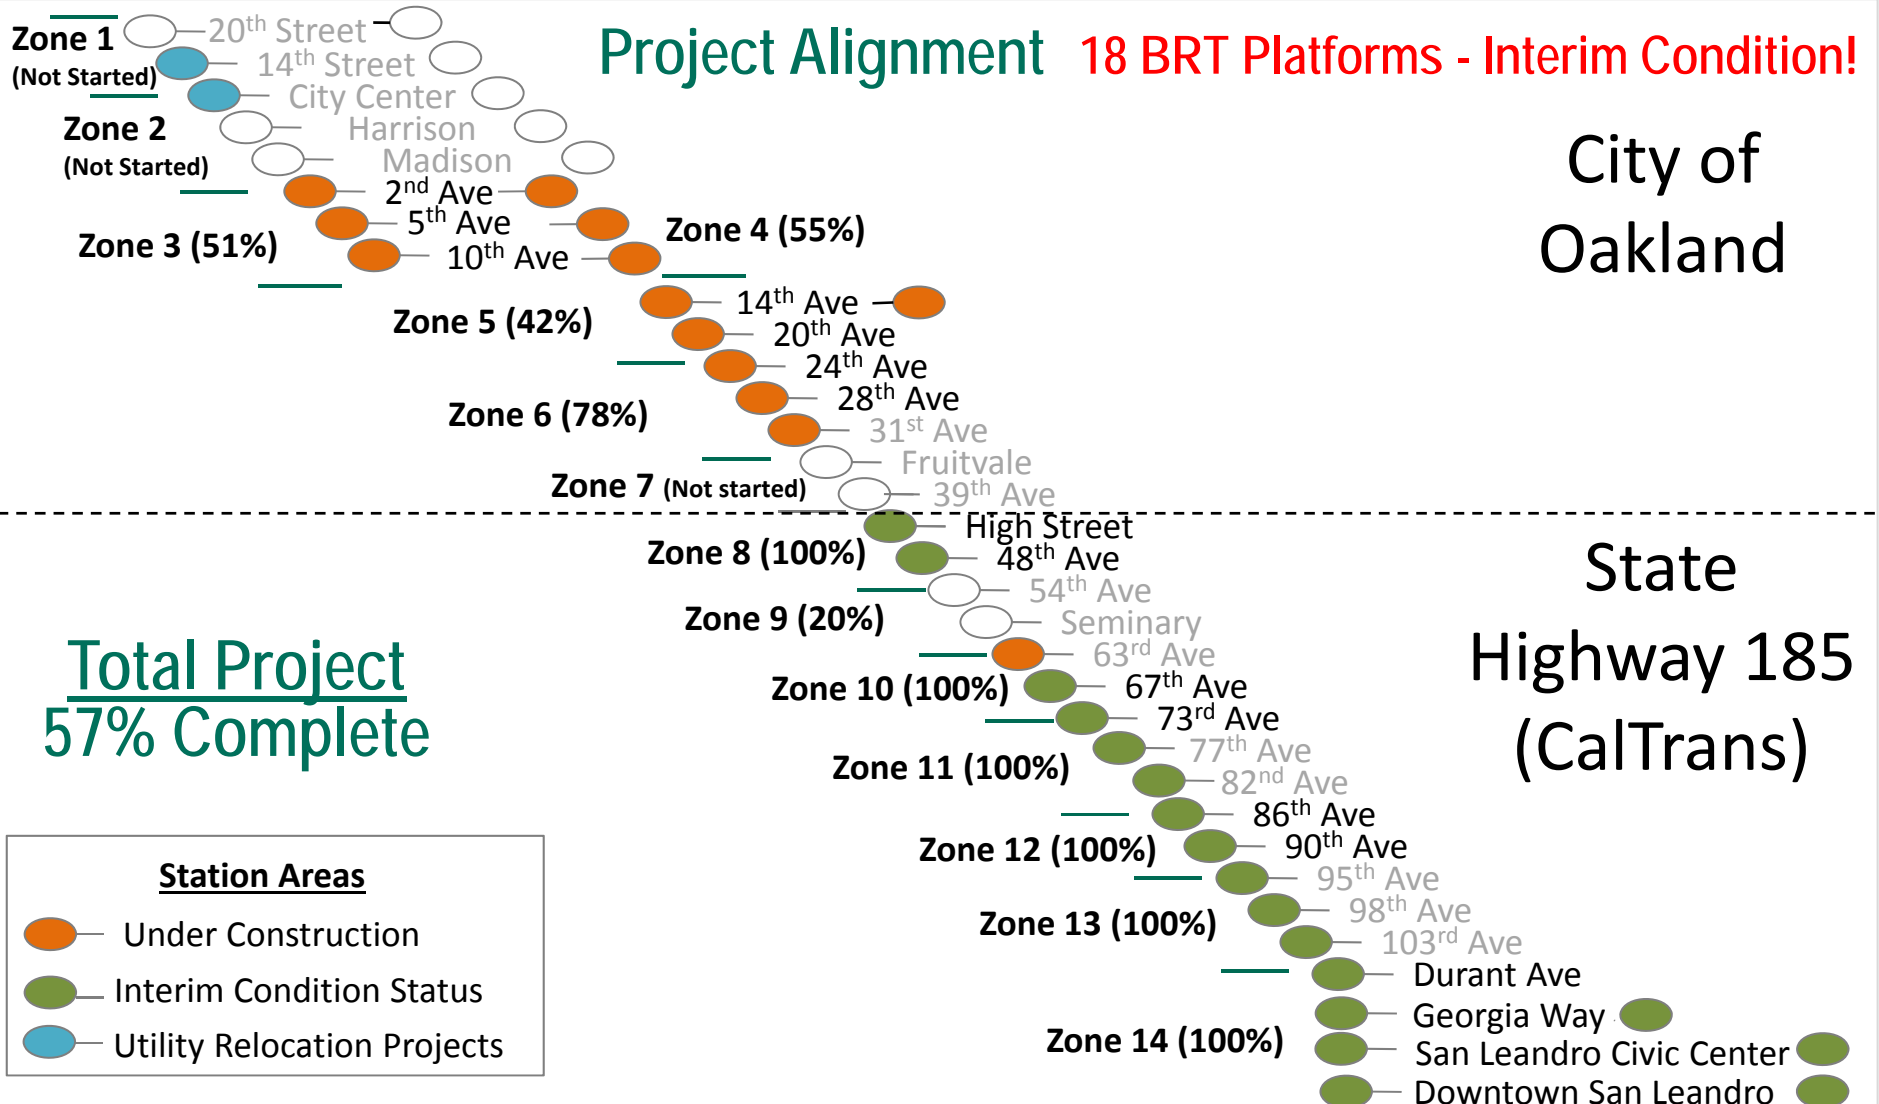 Project Alignment 18 BRT Platforms - Interim Condition!
Zone 1
(Not Started)
20th Street
14th Street
City Center
Zone 2
(Not Started)
Harrison
Madison
City of
Oakland
2nd Ave
5th Ave
10th Ave
Zone 3 (51%)
Zone 4 (55%)
14th Ave
Zone 5 (42%)
20th Ave
24th Ave
28th Ave
Zone 6 (78%)
31st Ave
Fruitvale
Zone 7 (Not started)
39th Ave
High Street
Zone 8 (100%)
48th Ave
State
Highway 185
(CalTrans)
54th Ave
Zone 9 (20%)
Seminary
63rd Ave
Total Project
57% Complete
Zone 10 (100%)
67th Ave
73rd Ave
77th Ave
Zone 11 (100%)
82nd Ave
86th Ave
Zone 12 (100%)
90th Ave
95th Ave
98th Ave
Zone 13 (100%)
103rd Ave
Durant Ave
Georgia Way
Zone 14 (100%)
San Leandro Civic Center
Downtown San Leandro
Station Areas
Under Construction
Interim Condition Status
Utility Relocation Projects